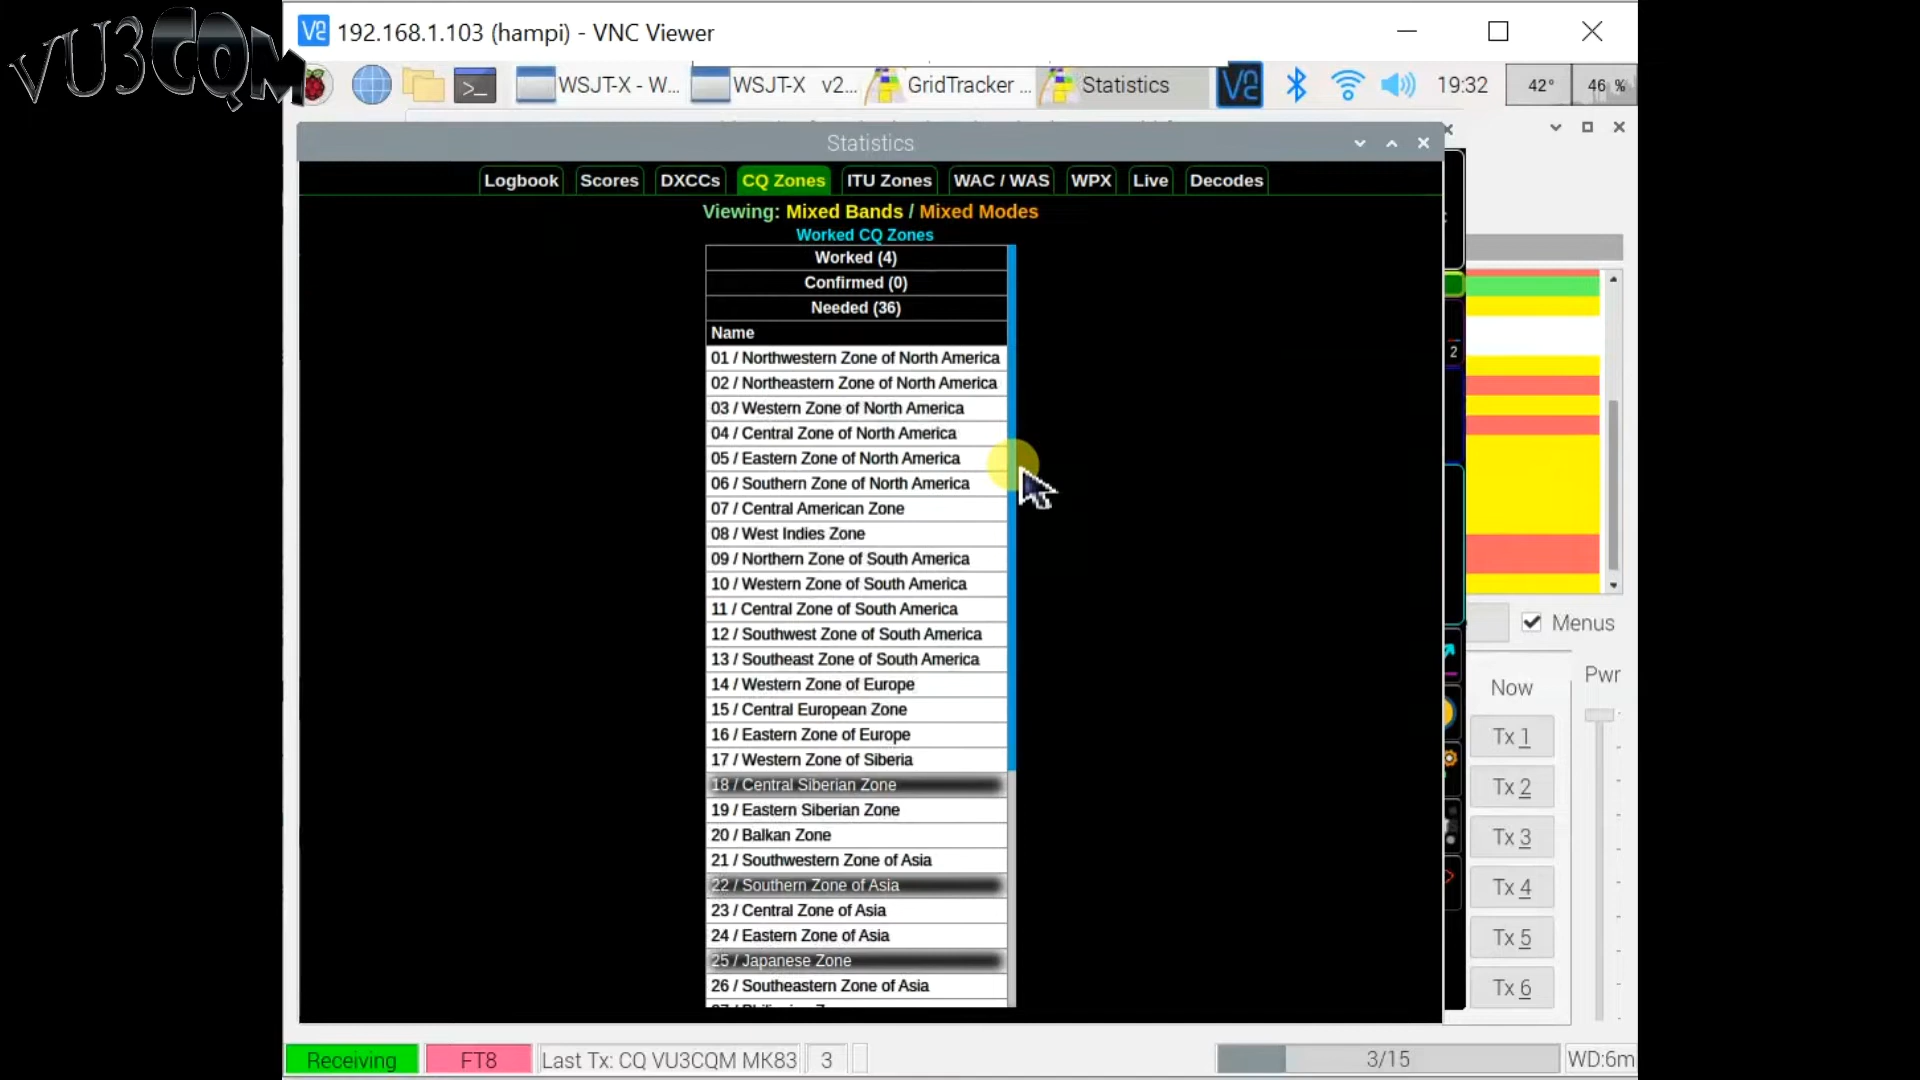 VU3CQM
192.168.1.103 (hampi) - VNC Viewer
WSJT-X - W...
WSJT-X v2...
GridTracker ...
Statistics
19:32
42°
46 %
Statistics
Logbook
Scores
DXCCs
CQ Zones
ITU Zones
WAC / WAS
WPX
Live
Decodes
Viewing: Mixed Bands / Mixed Modes
Worked CQ Zones
Worked (4)
Confirmed (0)
Needed (36)
Name
01 / Northwestern Zone of North America
02 / Northeastern Zone of North America
03 / Western Zone of North America
04 / Central Zone of North America
05 / Eastern Zone of North America
06 / Southern Zone of North America
07 / Central American Zone
08 / West Indies Zone
09 / Northern Zone of South America
10 / Western Zone of South America
11 / Central Zone of South America
12 / Southwest Zone of South America
13 / Southeast Zone of South America
14 / Western Zone of Europe
15 / Central European Zone
16 / Eastern Zone of Europe
17 / Western Zone of Siberia
18 / Central Siberian Zone
19 / Eastern Siberian Zone
20 / Balkan Zone
21 / Southwestern Zone of Asia
22 / Southern Zone of Asia
23 / Central Zone of Asia
24 / Eastern Zone of Asia
25 / Japanese Zone
26 / Southeastern Zone of Asia
2
Menus
Now
Pwr
Tx 1
Tx 2
Tx 3
Tx 4
Tx 5
Tx 6
Receiving
FT8
Last Tx: CQ VU3CQM MK83
3
3/15
WD:6m